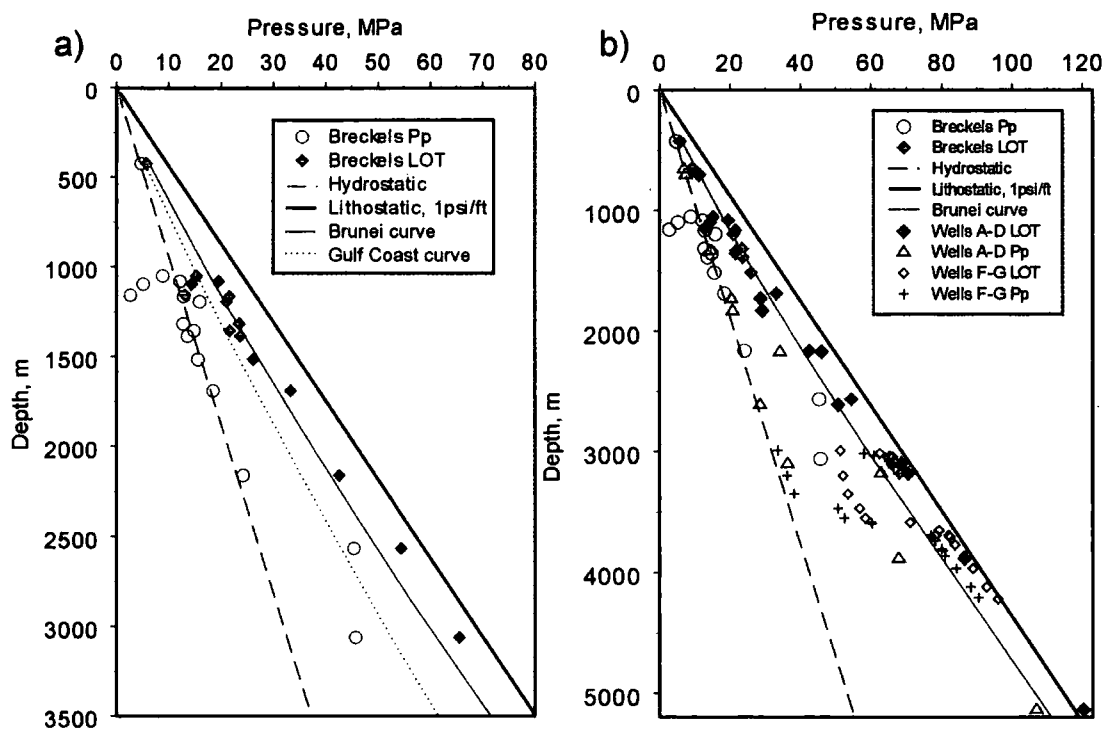 a)
Pressure, MPa
0 10 20 30 40 50 60 70 80
Depth, m
0
500
1000
1500
2000
2500
3000
3500
Breckels Pp
Breckels LOT
Hydrostatic
Lithostatic, 1psi/ft
Brunei curve
Gulf Coast curve
b)
Pressure, MPa
0 20 40 60 80 100 120
Depth, m
0
1000
2000
3000
4000
5000
Breckels Pp
Breckels LOT
Hydrostatic
Lithostatic, 1psi/ft
Brunei curve
Wells A-D LOT
Wells A-D Pp
Wells F-G LOT
Wells F-G Pp